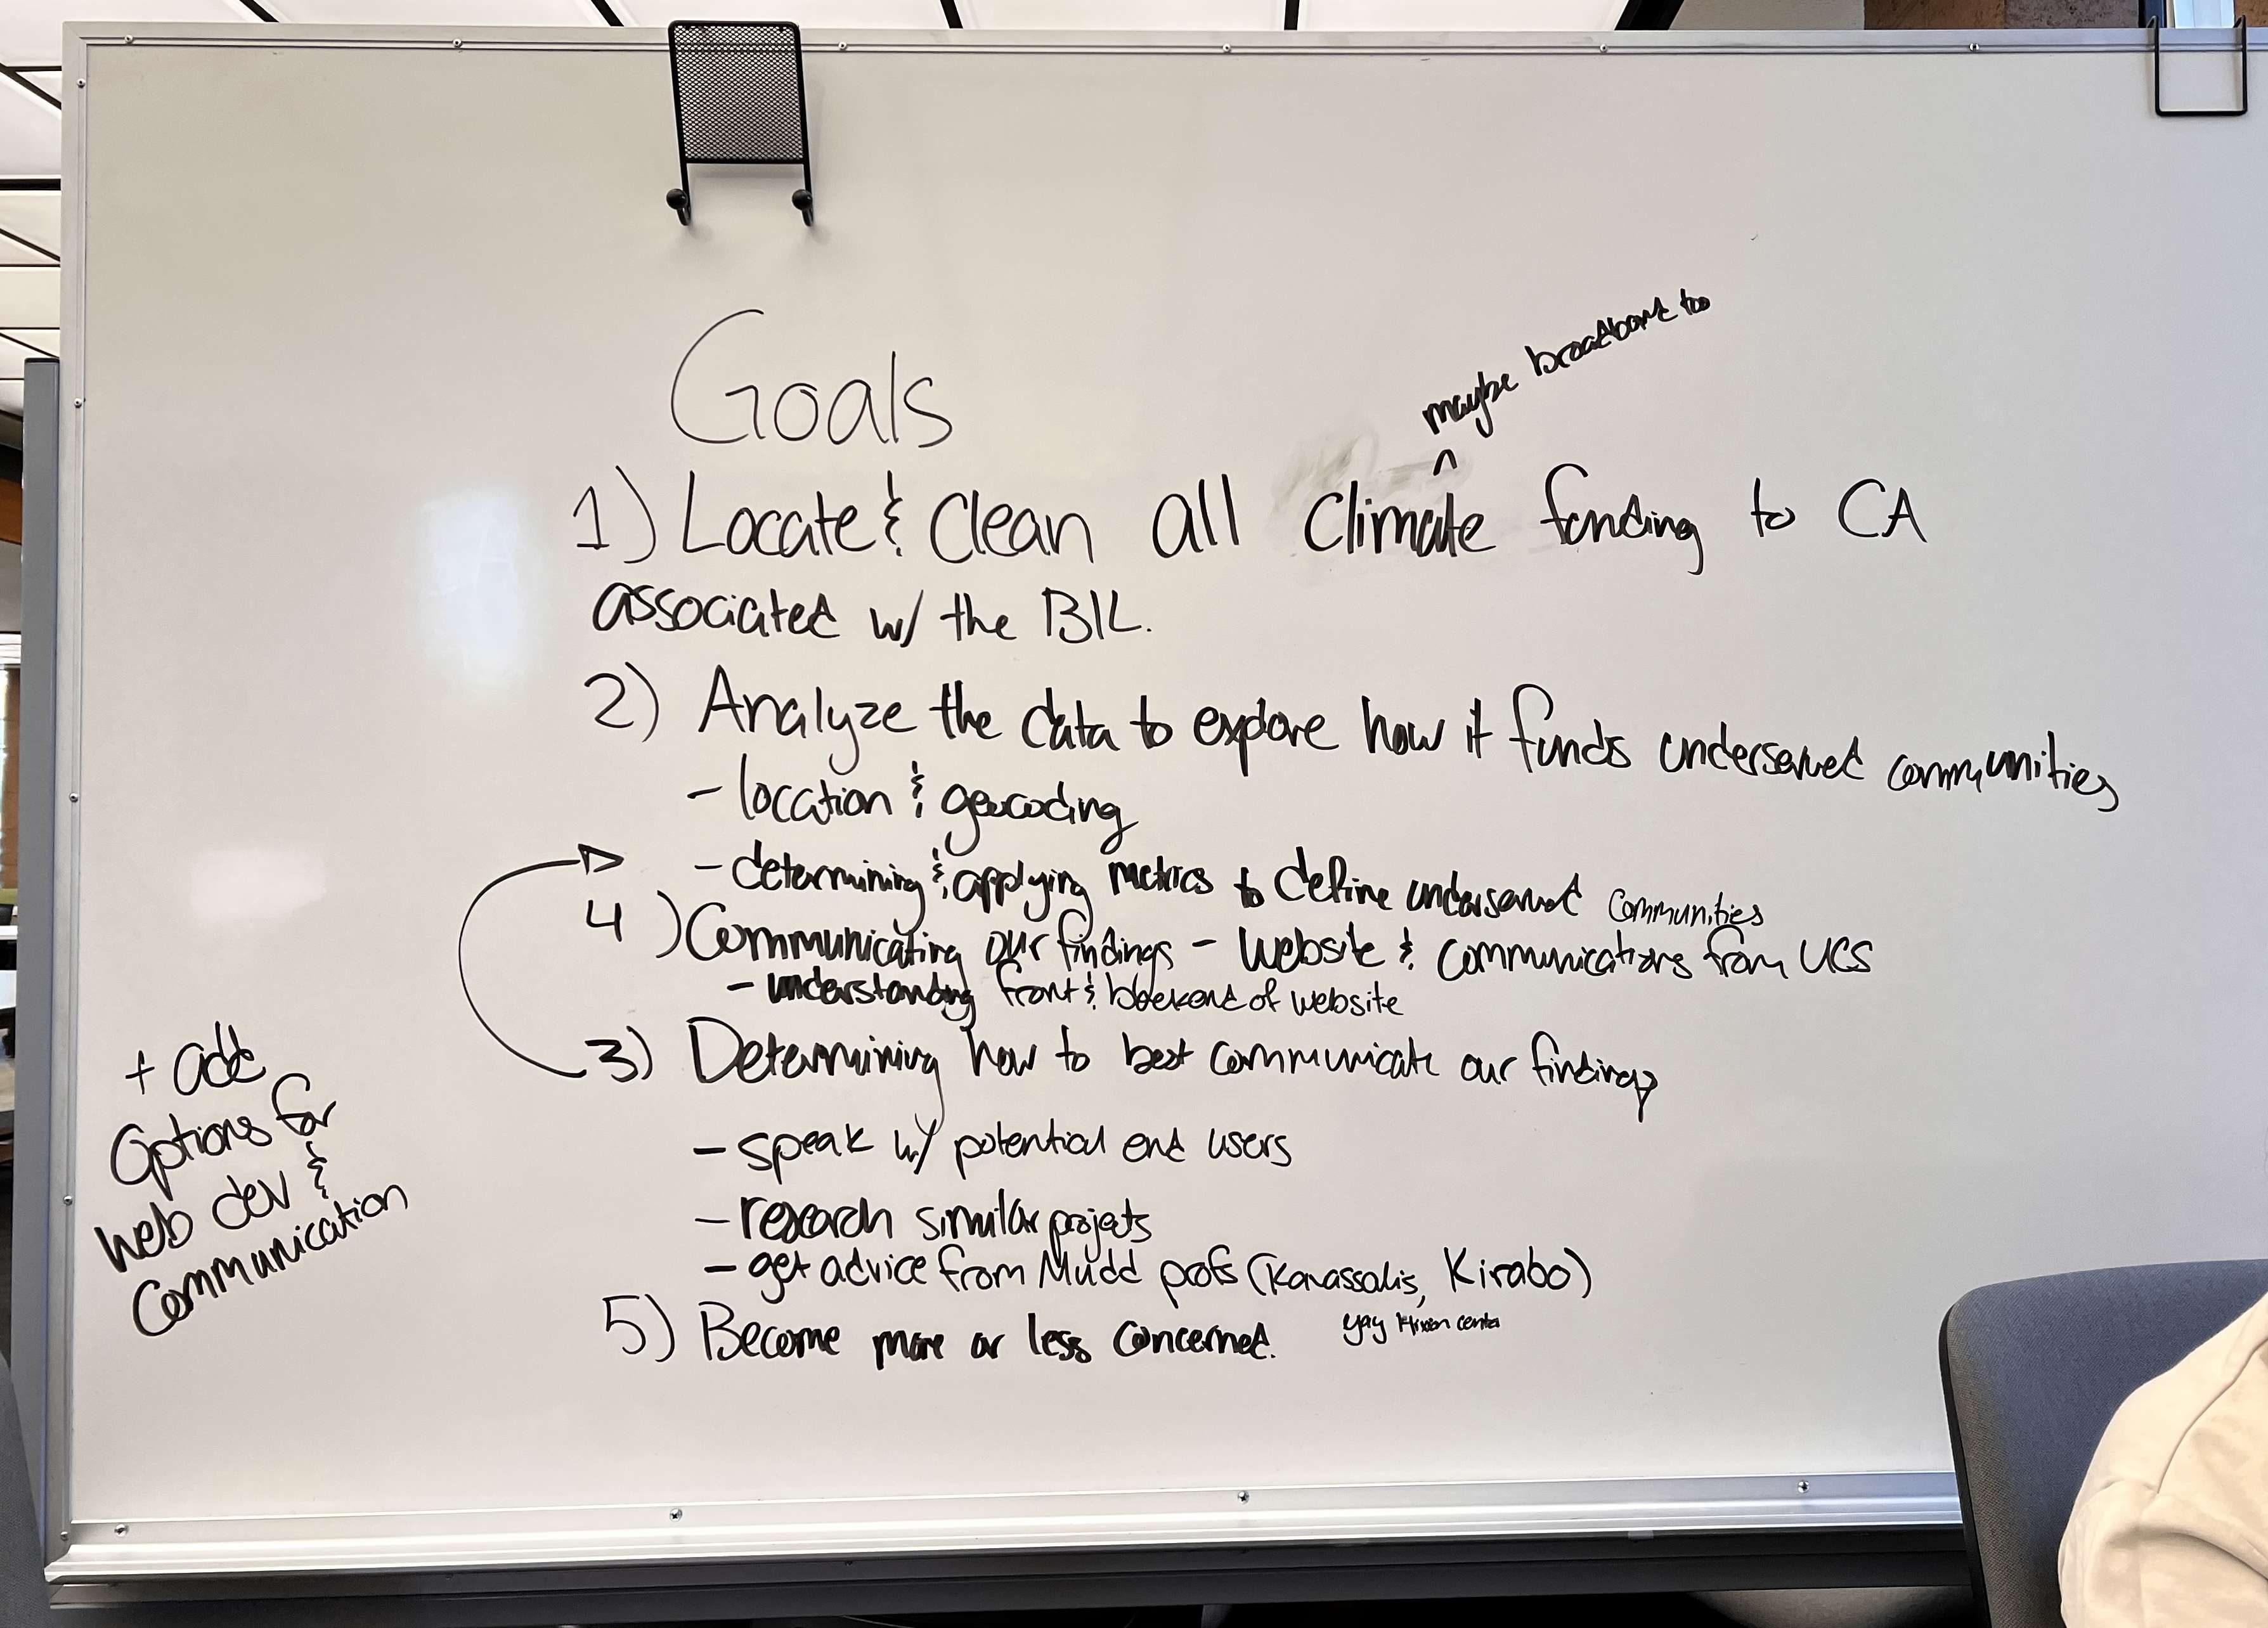 Goals
maybe broadband too
^
1) Locate & Clean all Climate funding to CA
associated w/ the BIL.
2) Analyze the data to explore how it funds underserved communities
- location & geocoding
- determining & applying metrics to define underserved communities
4) Communicating our findings - Website & Communications from UCS
- understanding front & backend of website
3) Determining how to best communicate our findings
- speak w/ potential end users
- research similar projects
- get advice from Mudd profs (Kavassalis, Kirabo)
5) Become more or less concerned.
yay Hixon center
+ add
Options for
web dev &
Communication